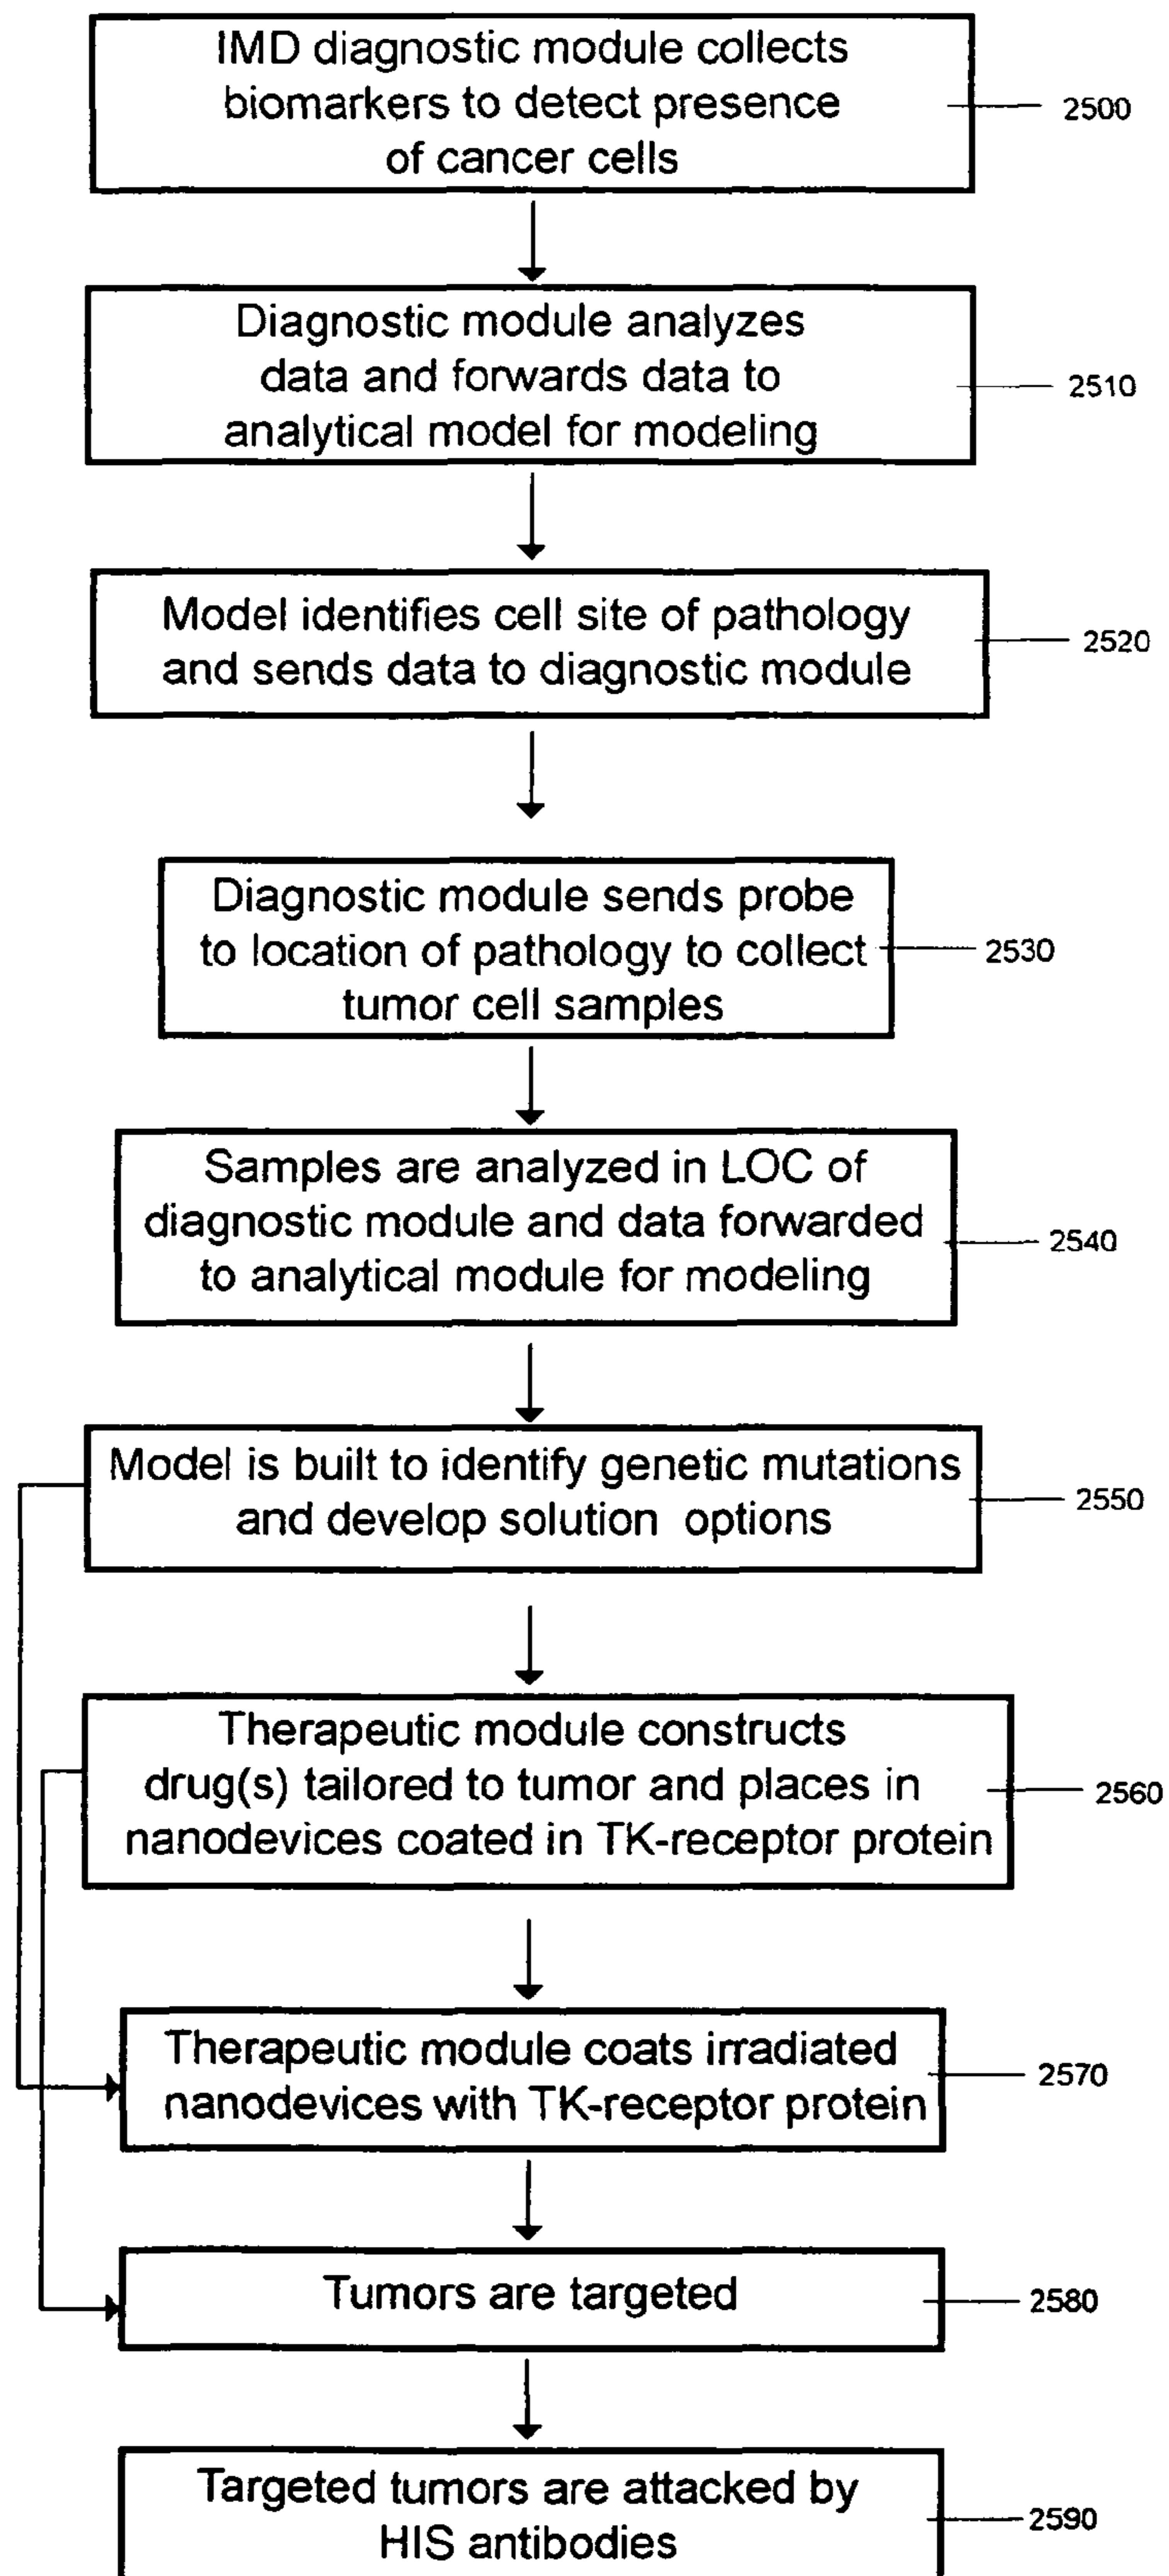 IMD diagnostic module collects
biomarkers to detect presence
of cancer cells
2500
Diagnostic module analyzes
data and forwards data to
analytical model for modeling
2510
Model identifies cell site of pathology
and sends data to diagnostic module
2520
Diagnostic module sends probe
to location of pathology to collect
tumor cell samples
2530
Samples are analyzed in LOC of
diagnostic module and data forwarded
to analytical module for modeling
2540
Model is built to identify genetic mutations
and develop solution options
2550
Therapeutic module constructs
drug(s) tailored to tumor and places in
nanodevices coated in TK-receptor protein
2560
Therapeutic module coats irradiated
nanodevices with TK-receptor protein
2570
Tumors are targeted
2580
Targeted tumors are attacked by
HIS antibodies
2590